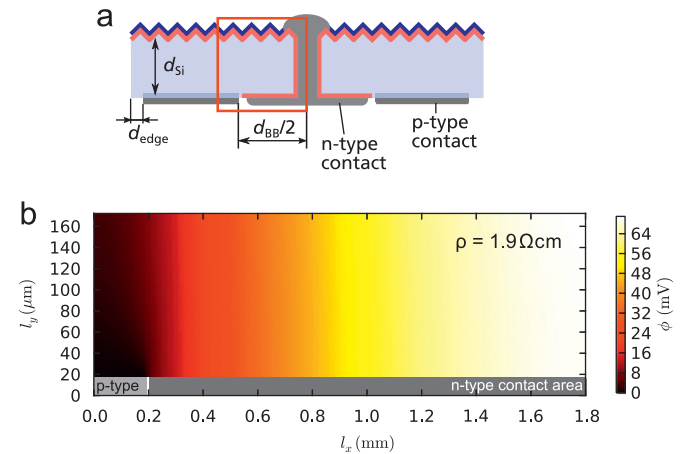 a
d_Si
d_edge
d_BB/2
n-type
contact
p-type
contact
b
160
140
120
100
80
60
40
20
0
l_y (μm)
ρ = 1.9 Ωcm
p-type
n-type contact area
0.0 0.2 0.4 0.6 0.8 1.0 1.2 1.4 1.6 1.8
l_x (mm)
64
56
48
40
32
24
16
8
0
ϕ (mV)